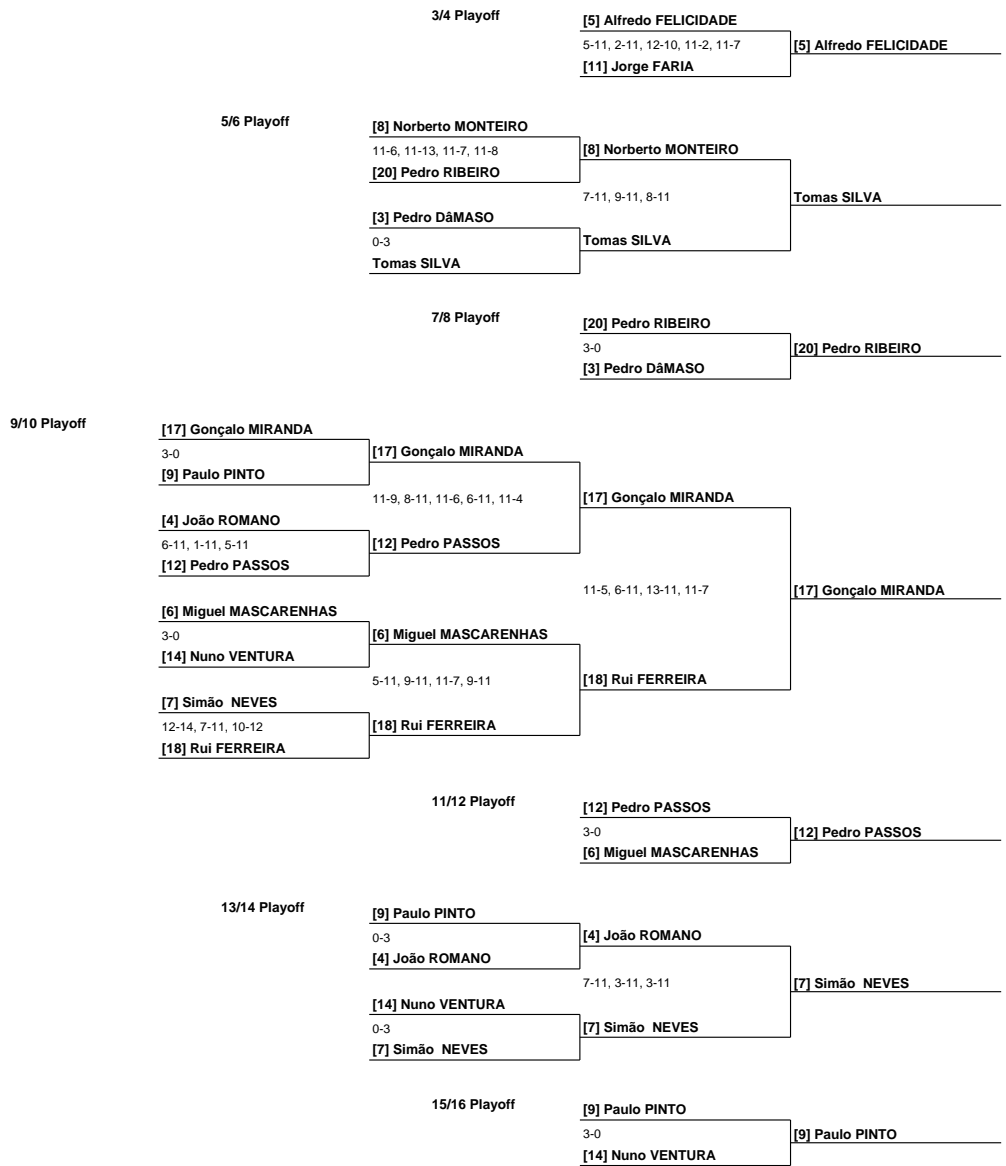 3/4 Playoff
[5] Alfredo FELICIDADE
5-11, 2-11, 12-10, 11-2, 11-7
[5] Alfredo FELICIDADE
[11] Jorge FARIA
5/6 Playoff
[8] Norberto MONTEIRO
11-6, 11-13, 11-7, 11-8
[8] Norberto MONTEIRO
[20] Pedro RIBEIRO
7-11, 9-11, 8-11
Tomas SILVA
[3] Pedro DâMASO
0-3
Tomas SILVA
Tomas SILVA
7/8 Playoff
[20] Pedro RIBEIRO
3-0
[20] Pedro RIBEIRO
[3] Pedro DâMASO
9/10 Playoff
[17] Gonçalo MIRANDA
3-0
[17] Gonçalo MIRANDA
[9] Paulo PINTO
11-9, 8-11, 11-6, 6-11, 11-4
[17] Gonçalo MIRANDA
[4] João ROMANO
6-11, 1-11, 5-11
[12] Pedro PASSOS
[12] Pedro PASSOS
11-5, 6-11, 13-11, 11-7
[17] Gonçalo MIRANDA
[6] Miguel MASCARENHAS
3-0
[6] Miguel MASCARENHAS
[14] Nuno VENTURA
5-11, 9-11, 11-7, 9-11
[18] Rui FERREIRA
[7] Simão  NEVES
12-14, 7-11, 10-12
[18] Rui FERREIRA
[18] Rui FERREIRA
11/12 Playoff
[12] Pedro PASSOS
3-0
[12] Pedro PASSOS
[6] Miguel MASCARENHAS
13/14 Playoff
[9] Paulo PINTO
0-3
[4] João ROMANO
[4] João ROMANO
7-11, 3-11, 3-11
[7] Simão  NEVES
[14] Nuno VENTURA
0-3
[7] Simão  NEVES
[7] Simão  NEVES
15/16 Playoff
[9] Paulo PINTO
3-0
[9] Paulo PINTO
[14] Nuno VENTURA